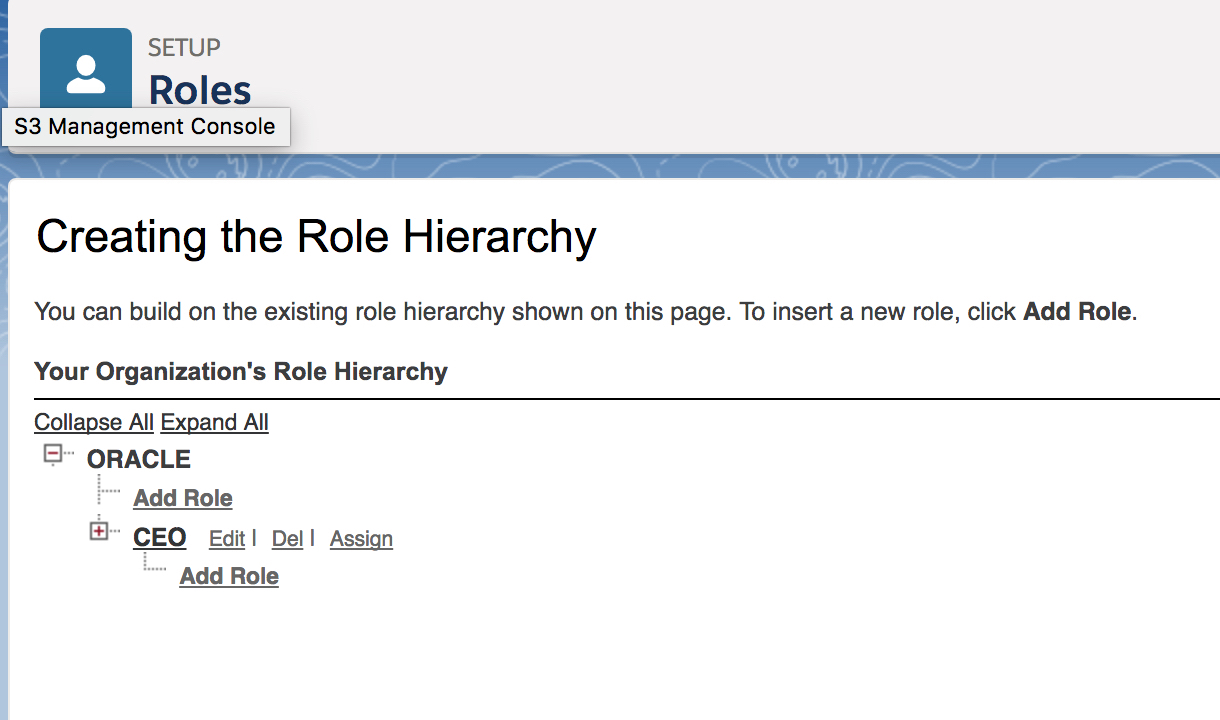 SETUP
Roles
S3 Management Console
Creating the Role Hierarchy
You can build on the existing role hierarchy shown on this page. To insert a new role, click Add Role.
Your Organization's Role Hierarchy
Collapse All Expand All
ORACLE
Add Role
CEO Edit | Del | Assign
Add Role